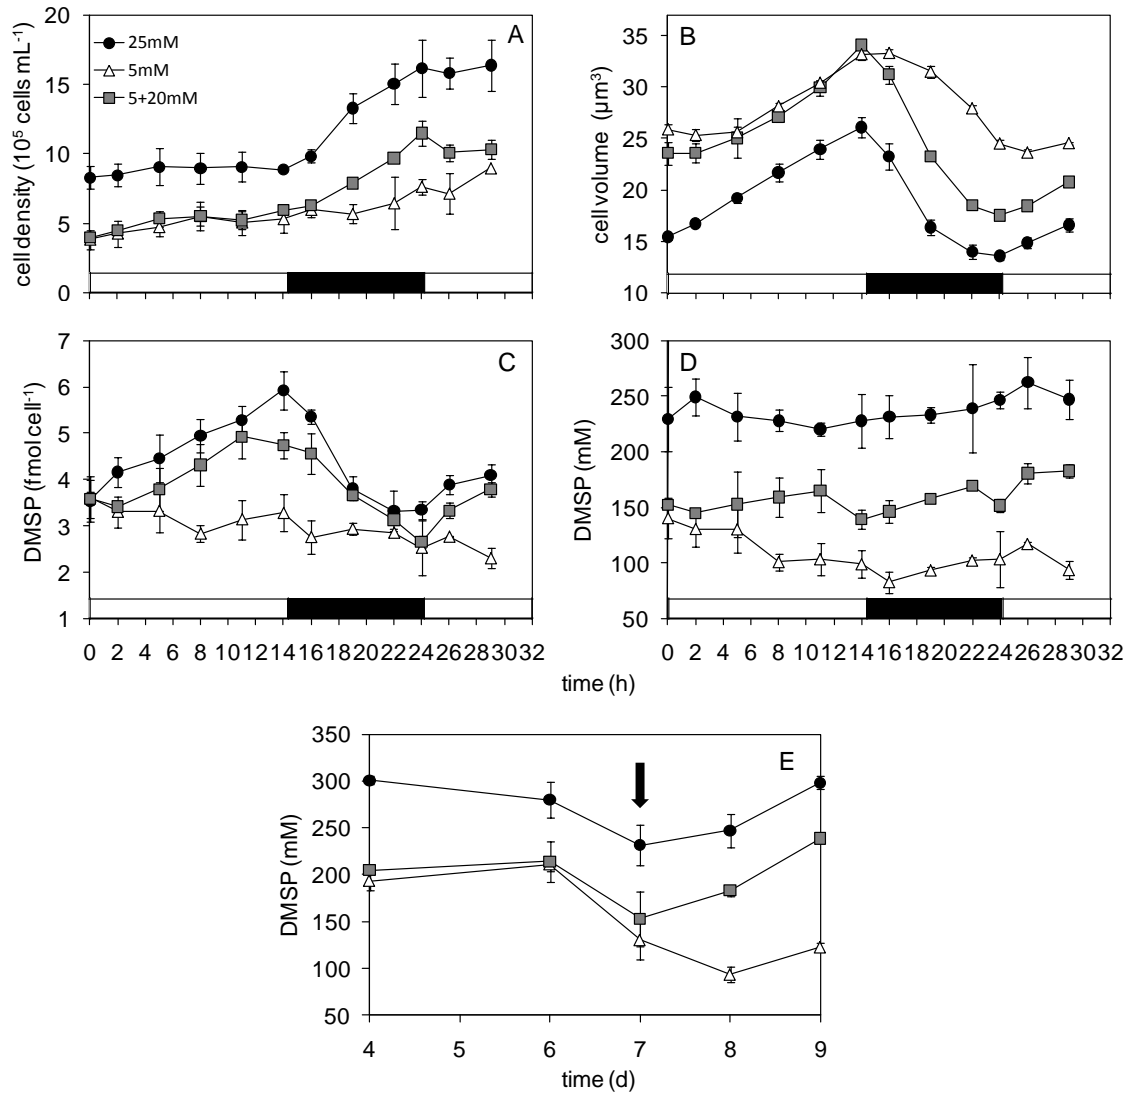 20
15
10
5
0
cell density (10⁵ cells mL⁻¹)
25mM
5mM
5+20mM
A
35
30
25
20
15
10
cell volume (µm³)
B
7
6
5
4
3
2
1
DMSP (fmol cell⁻¹)
C
0 2 4 6 8 10 12 14 16 18 20 22 24 26 28 30 32
300
250
200
150
100
50
DMSP (mM)
D
0 2 4 6 8 10 12 14 16 18 20 22 24 26 28 30 32
time (h)
350
300
250
200
150
100
50
DMSP (mM)
E
4 5 6 7 8 9
time (d)